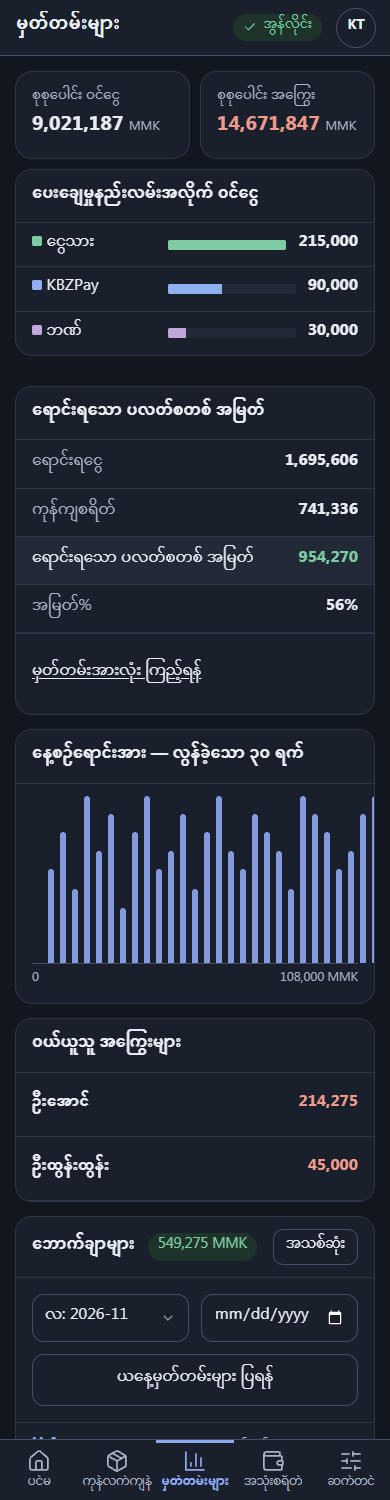 မှတ်တမ်းများ
အွန်လိုင်း
KT
စုစုပေါင်း ဝင်ငွေ
9,021,187 MMK
စုစုပေါင်း အကြွေး
14,671,847 MMK
ပေးချေမှုနည်းလမ်းအလိုက် ဝင်ငွေ
ငွေသား 215,000
KBZPay 90,000
ဘဏ် 30,000
ရောင်းရသော ပလတ်စတစ် အမြတ်
ရောင်းရငွေ 1,695,606
ကုန်ကျစရိတ် 741,336
ရောင်းရသော ပလတ်စတစ် အမြတ် 954,270
အမြတ်% 56%
မှတ်တမ်းအားလုံး ကြည့်ရန်
နေ့စဉ်ရောင်းအား — လွန်ခဲ့သော ၃၀ ရက်
0 108,000 MMK
ဝယ်ယူသူ အကြွေးများ
ဦးအောင် 214,275
ဦးထွန်းထွန်း 45,000
ဘောက်ချာများ 549,275 MMK အသစ်ဆုံး
လ: 2026-11 mm/dd/yyyy
ယနေ့မှတ်တမ်းများ ပြရန်
ပင်မ ကုန်လက်ကျန် မှတ်တမ်းများ အသုံးစရိတ် ဆက်တင်